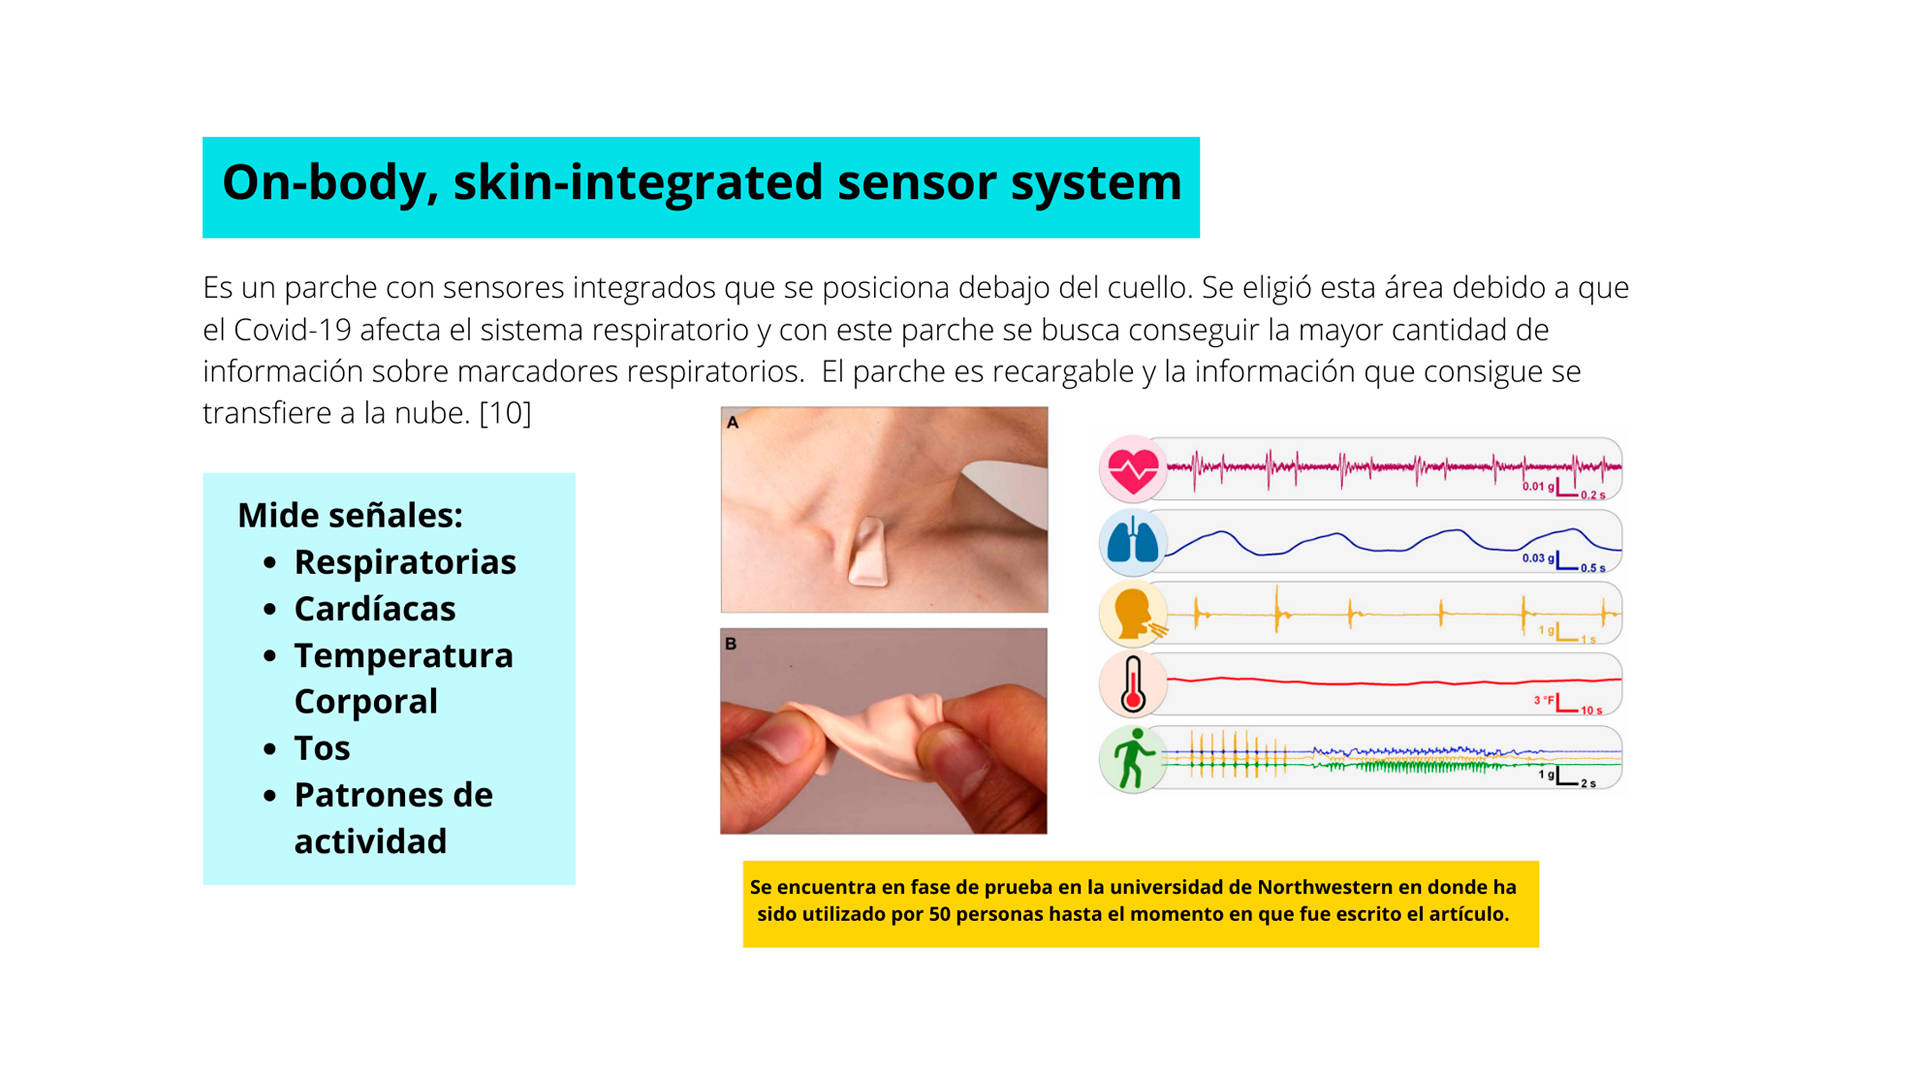 On-body, skin-integrated sensor system
Es un parche con sensores integrados que se posiciona debajo del cuello. Se eligió esta área debido a que
el Covid-19 afecta el sistema respiratorio y con este parche se busca conseguir la mayor cantidad de
información sobre marcadores respiratorios.  El parche es recargable y la información que consigue se
transfiere a la nube. [10]
Mide señales:
• Respiratorias
• Cardíacas
• Temperatura
Corporal
• Tos
• Patrones de
actividad
A
B
0.01 g
0.2 s
0.03 g
0.5 s
1 g
1 s
3 °F
10 s
1 g
2 s
Se encuentra en fase de prueba en la universidad de Northwestern en donde ha
sido utilizado por 50 personas hasta el momento en que fue escrito el artículo.